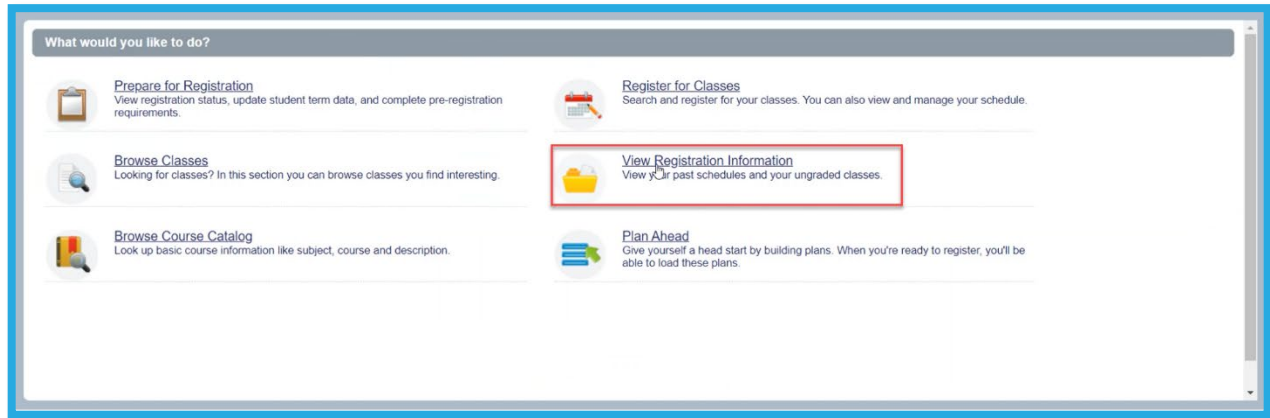 What would you like to do?
Prepare for Registration
View registration status, update student term data, and complete pre-registration
requirements.
Register for Classes
Search and register for your classes. You can also view and manage your schedule.
Browse Classes
Looking for classes? In this section you can browse classes you find interesting.
View Registration Information
View your past schedules and your ungraded classes.
Browse Course Catalog
Look up basic course information like subject, course and description.
Plan Ahead
Give yourself a head start by building plans. When you're ready to register, you'll be
able to load these plans.